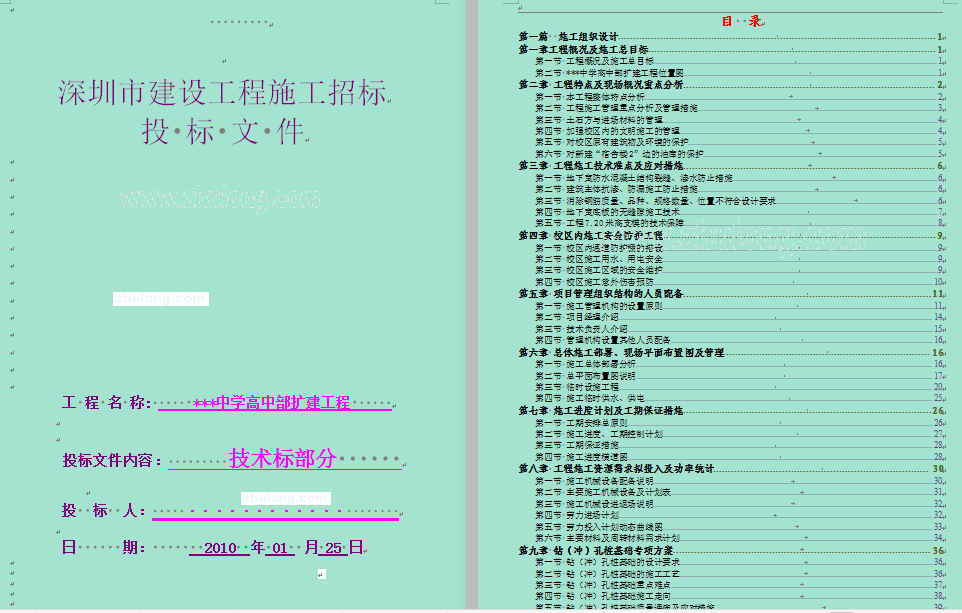 深圳市建设工程施工招标
投标文件
www.zhulong.com
zhulong.com
工程名称: ***中学高中部扩建工程
投标文件内容: 技术标部分
zhulong.com
投标人:
日期: 2010 年 01 月 25 日
目 录
第一篇 施工组织设计 1
第一章工程概况及施工总目标 1
第一节 工程概况及施工总目标 1
第二节 ***中学高中部扩建工程位置图 1
第二章 工程特点及现场概况重点分析 2
第一节 本工程整体特点分析 2
第二节 工程施工管理重点分析及管理措施 3
第三节 土石方与进场材料的管理 4
第四节 加强校区内的文明施工的管理 4
第五节 对校区原有建筑物及环境的保护 5
第六节 对新建“宿舍楼2”边的油库的保护 5
第三章 工程施工技术难点及应对措施 6
第一节 地下室防水混凝土结构裂缝、渗水防止措施 6
第二节 建筑主体抗渗、防漏施工防止措施 6
第三节 消除钢筋质量、品种、规格数量、位置不符合设计要求 6
第四节 地下室底板的无缝隙施工技术 7
第五节 工程7.20米高支模的技术保障 8
第四章 校区内施工安全防护工程 9
第一节 校区内通道防护棚的搭设 9
第二节 校区施工用水、用电安全 9
第三节 校区施工区域的安全维护 9
第四节 校区施工意外伤害预防 10
第五章 项目管理组织结构的人员配备 11
第一节 施工管理机构的设置原则 11
第二节 项目经理介绍 14
第三节 技术负责人介绍 15
第四节 管理机构设置其他人员配备 16
第六章 总体施工部署、现场平面布置图及管理 16
第一节 施工总体部署分析 16
第二节 总平面布置图说明 17
第三节 临时设施工程 20
第四节 施工临时供水、供电 25
第七章 施工进度计划及工期保证措施 26
第一节 工期安排总原则 26
第二节 施工进度、工期控制计划 27
第三节 工期保证措施 28
第四节 施工进度横道图 28
第八章 工程施工资源需求拟投入及功率统计 30
第一节 施工机械设备配备说明 30
第二节 主要施工机械设备及计划表 31
第三节 施工机械设进退场说明 32
第四节 劳力进场计划 32
第五节 劳力投入计划动态曲线图 33
第六节 主要材料及周转材料需求计划 34
第九章 钻（冲）孔桩基础专项方案 36
第一节 钻（冲）孔桩基础的设计要求 36
第二节 钻（冲）孔桩基础的施工工艺 36
第三节 钻（冲）孔桩基础重点难点 37
第四节 钻（冲）孔桩基础施工走向 38